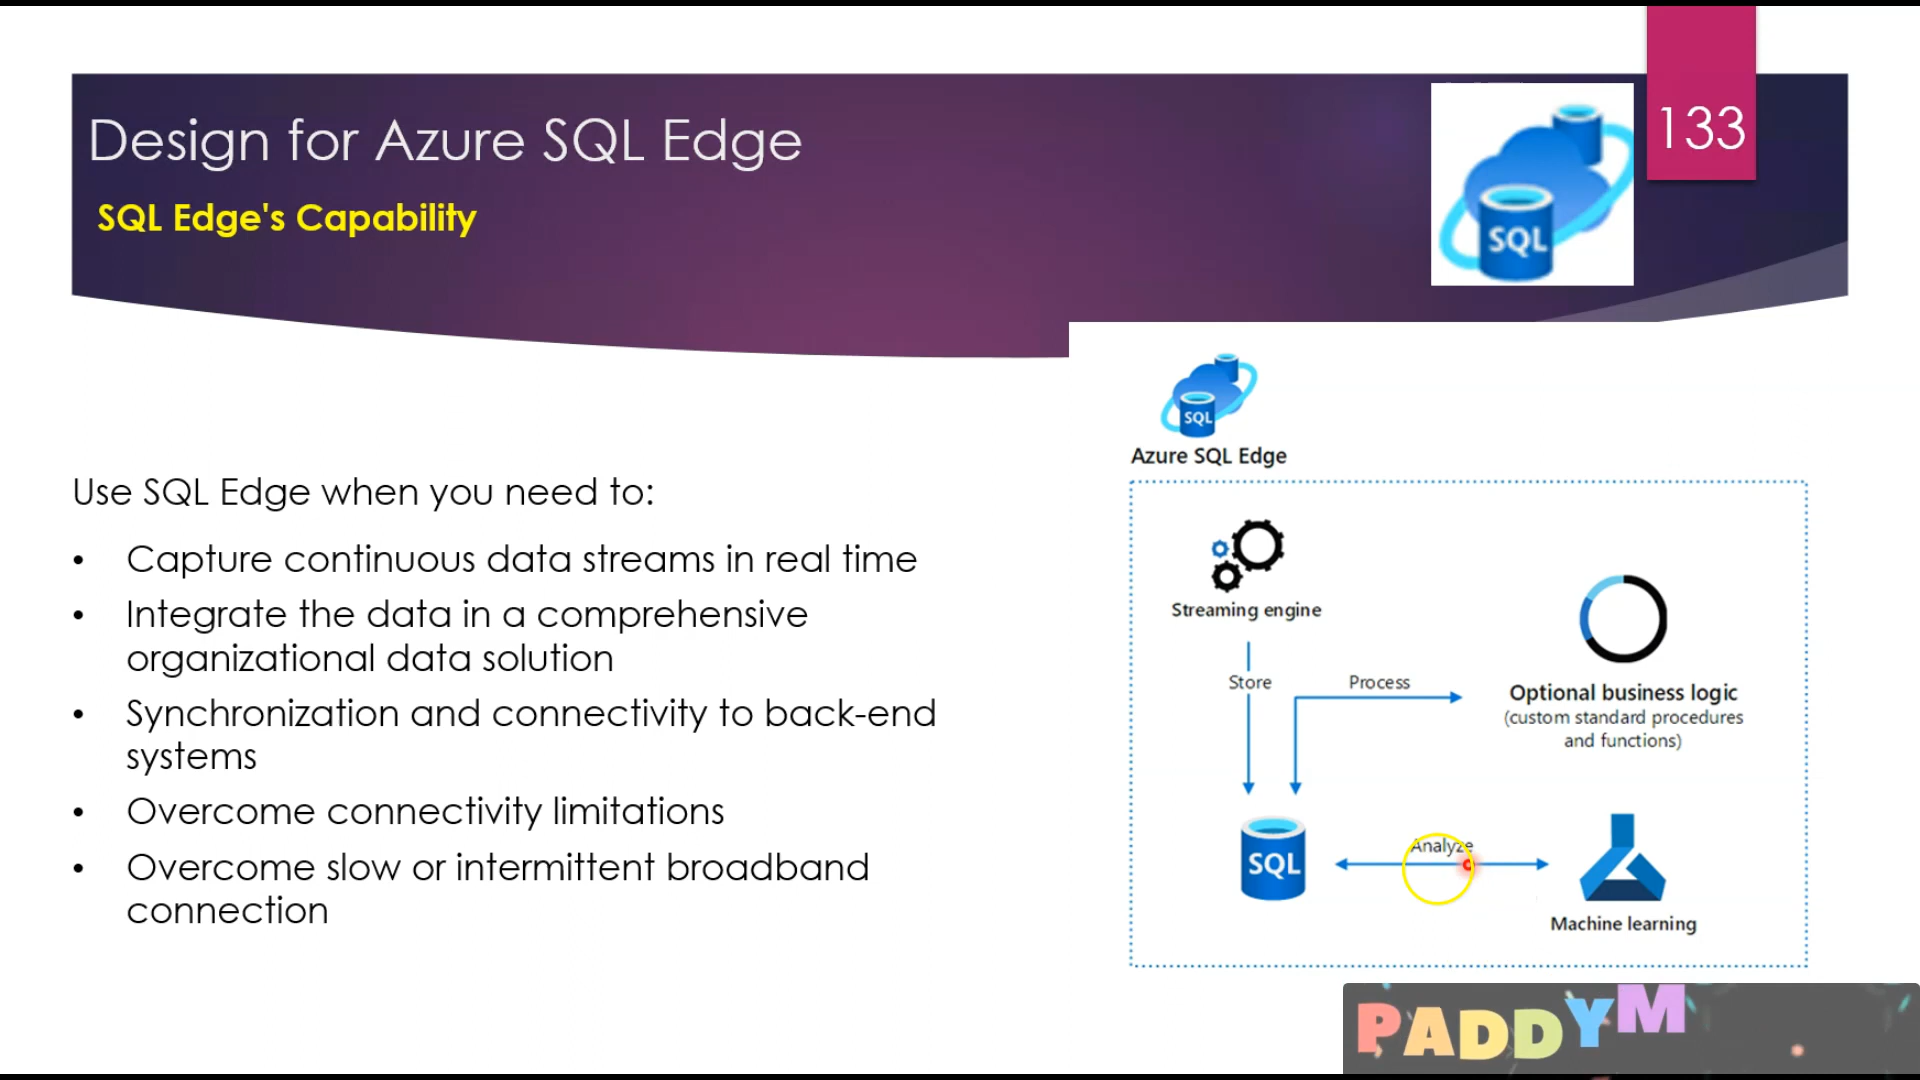 Design for Azure SQL Edge
SQL Edge's Capability
SQL
133
Use SQL Edge when you need to:
• Capture continuous data streams in real time
• Integrate the data in a comprehensive
organizational data solution
• Synchronization and connectivity to back-end
systems
• Overcome connectivity limitations
• Overcome slow or intermittent broadband
connection
SQL
Azure SQL Edge
Streaming engine
Store
Process
Optional business logic
(custom standard procedures
and functions)
SQL
Analyze
Machine learning
PADDYM